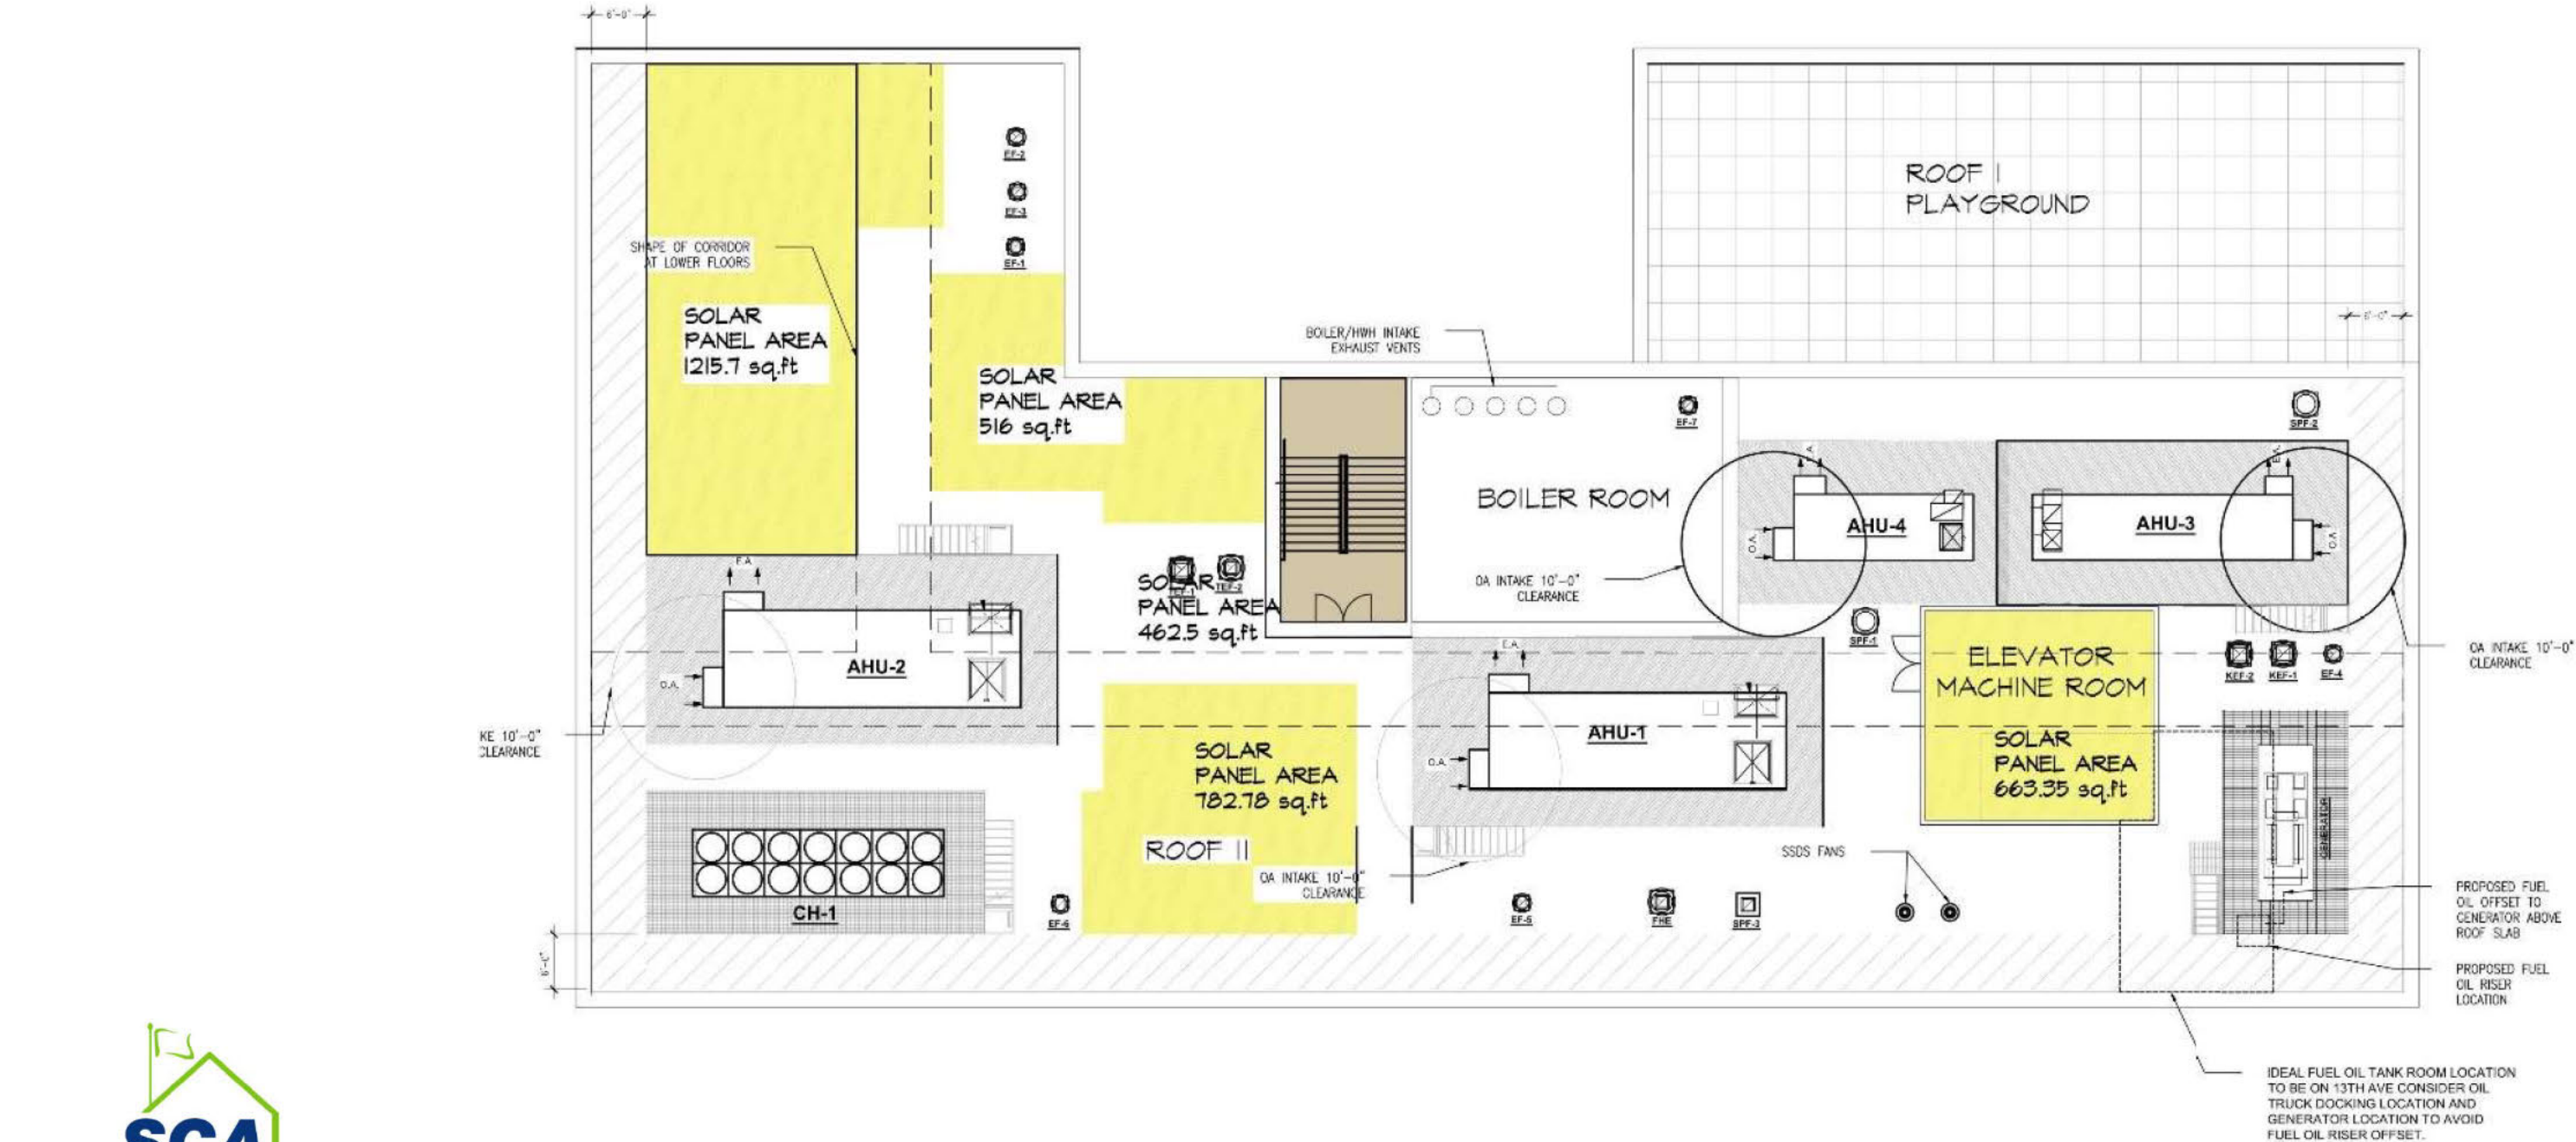 6'-0"
EF-2
EF-3
EF-1
SHAPE OF CORRIDOR
AT LOWER FLOORS
SOLAR
PANEL AREA
1215.7 sq.ft
SOLAR
PANEL AREA
516 sq.ft
ROOF I
PLAYGROUND
6'-0"
BOILER/HWH INTAKE
EXHAUST VENTS
EF-7
SPF-2
BOILER ROOM
E.A.
AHU-4
O.A.
E.A.
AHU-3
O.A.
OA INTAKE 10'-0"
CLEARANCE
E.A.
AHU-2
O.A.
KE 10'-0"
CLEARANCE
TEF-1
TEF-2
SOLAR
PANEL AREA
462.5 sq.ft
SPF-1
ELEVATOR
MACHINE ROOM
SOLAR
PANEL AREA
663.35 sq.ft
KEF-2
KEF-1
EF-4
OA INTAKE 10'-0"
CLEARANCE
E.A.
AHU-1
O.A.
SOLAR
PANEL AREA
782.78 sq.ft
ROOF II
OA INTAKE 10'-0"
CLEARANCE
CH-1
EF-6
EF-5
FHE
SPF-3
SSDS FANS
GENERATOR
PROPOSED FUEL
OIL OFFSET TO
GENERATOR ABOVE
ROOF SLAB
PROPOSED FUEL
OIL RISER
LOCATION
6'-0"
IDEAL FUEL OIL TANK ROOM LOCATION
TO BE ON 13TH AVE CONSIDER OIL
TRUCK DOCKING LOCATION AND
GENERATOR LOCATION TO AVOID
FUEL OIL RISER OFFSET.
SCA